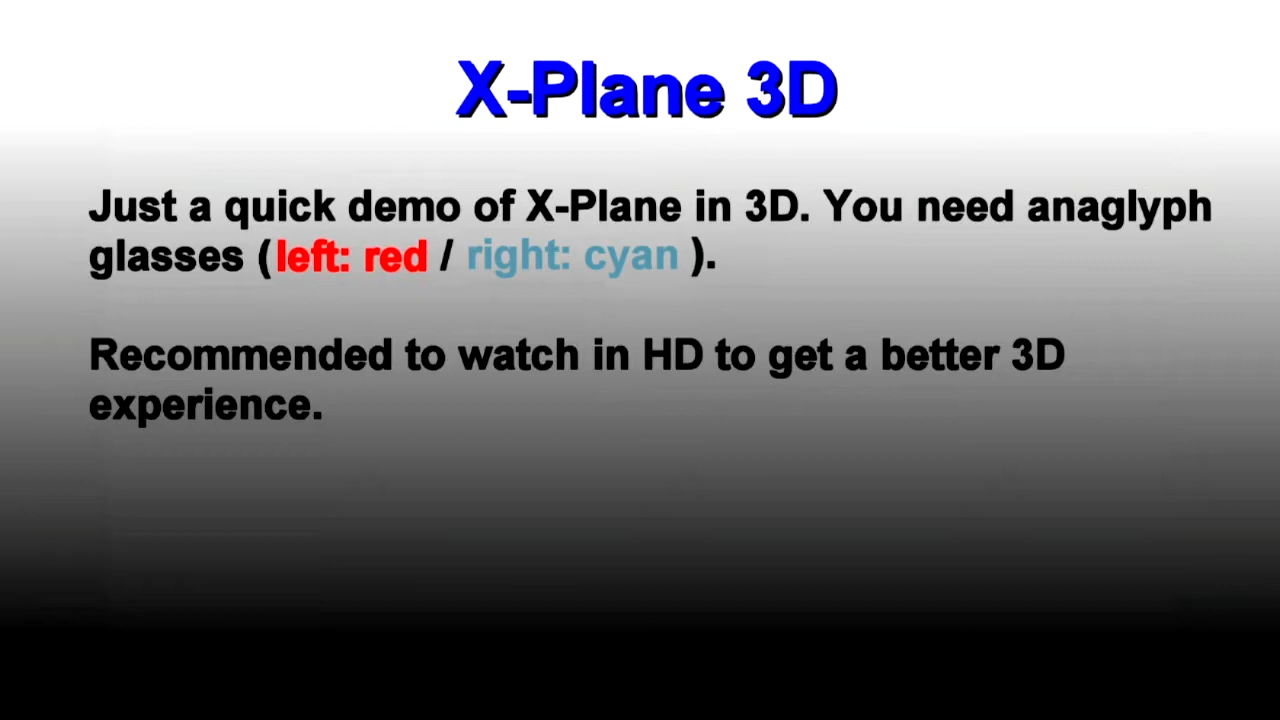 X-Plane 3D
Just a quick demo of X-Plane in 3D. You need anaglyph
glasses (left: red / right: cyan ).
Recommended to watch in HD to get a better 3D
experience.